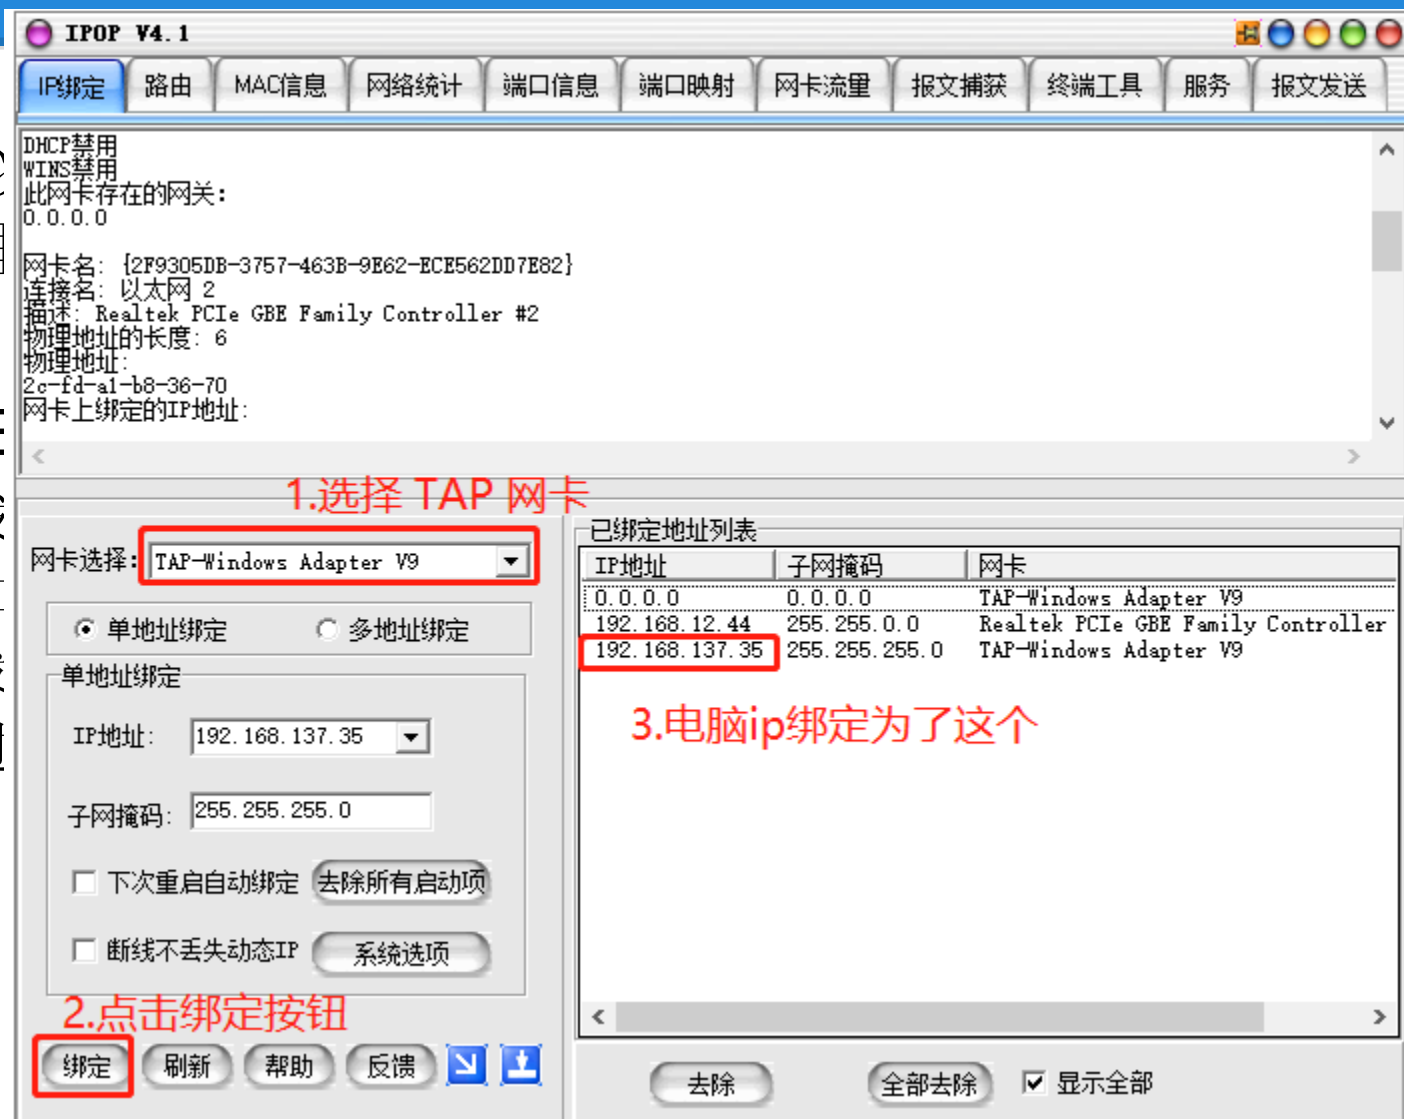 IPOP V4.1
IP绑定 路由 MAC信息 网络统计 端口信息 端口映射 网卡流量 报文捕获 终端工具 服务 报文发送
DHCP禁用
WINS禁用
此网卡存在的网关:
0.0.0.0
网卡名: {2F9305DB-3757-463B-9E62-ECE562DD7E82}
连接名: 以太网 2
描述: Realtek PCIe GBE Family Controller #2
物理地址的长度: 6
物理地址:
2c-fd-a1-b8-36-70
网卡上绑定的IP地址:
1.选择 TAP 网卡
网卡选择: TAP-Windows Adapter V9
单地址绑定 多地址绑定
单地址绑定
IP地址: 192.168.137.35
子网掩码: 255.255.255.0
下次重启自动绑定 去除所有启动项
断线不丢失动态IP 系统选项
2.点击绑定按钮
绑定 刷新 帮助 反馈
已绑定地址列表
IP地址 子网掩码 网卡
0.0.0.0 0.0.0.0 TAP-Windows Adapter V9
192.168.12.44 255.255.0.0 Realtek PCIe GBE Family Controller
192.168.137.35 255.255.255.0 TAP-Windows Adapter V9
3.电脑ip绑定为了这个
去除 全部去除 显示全部